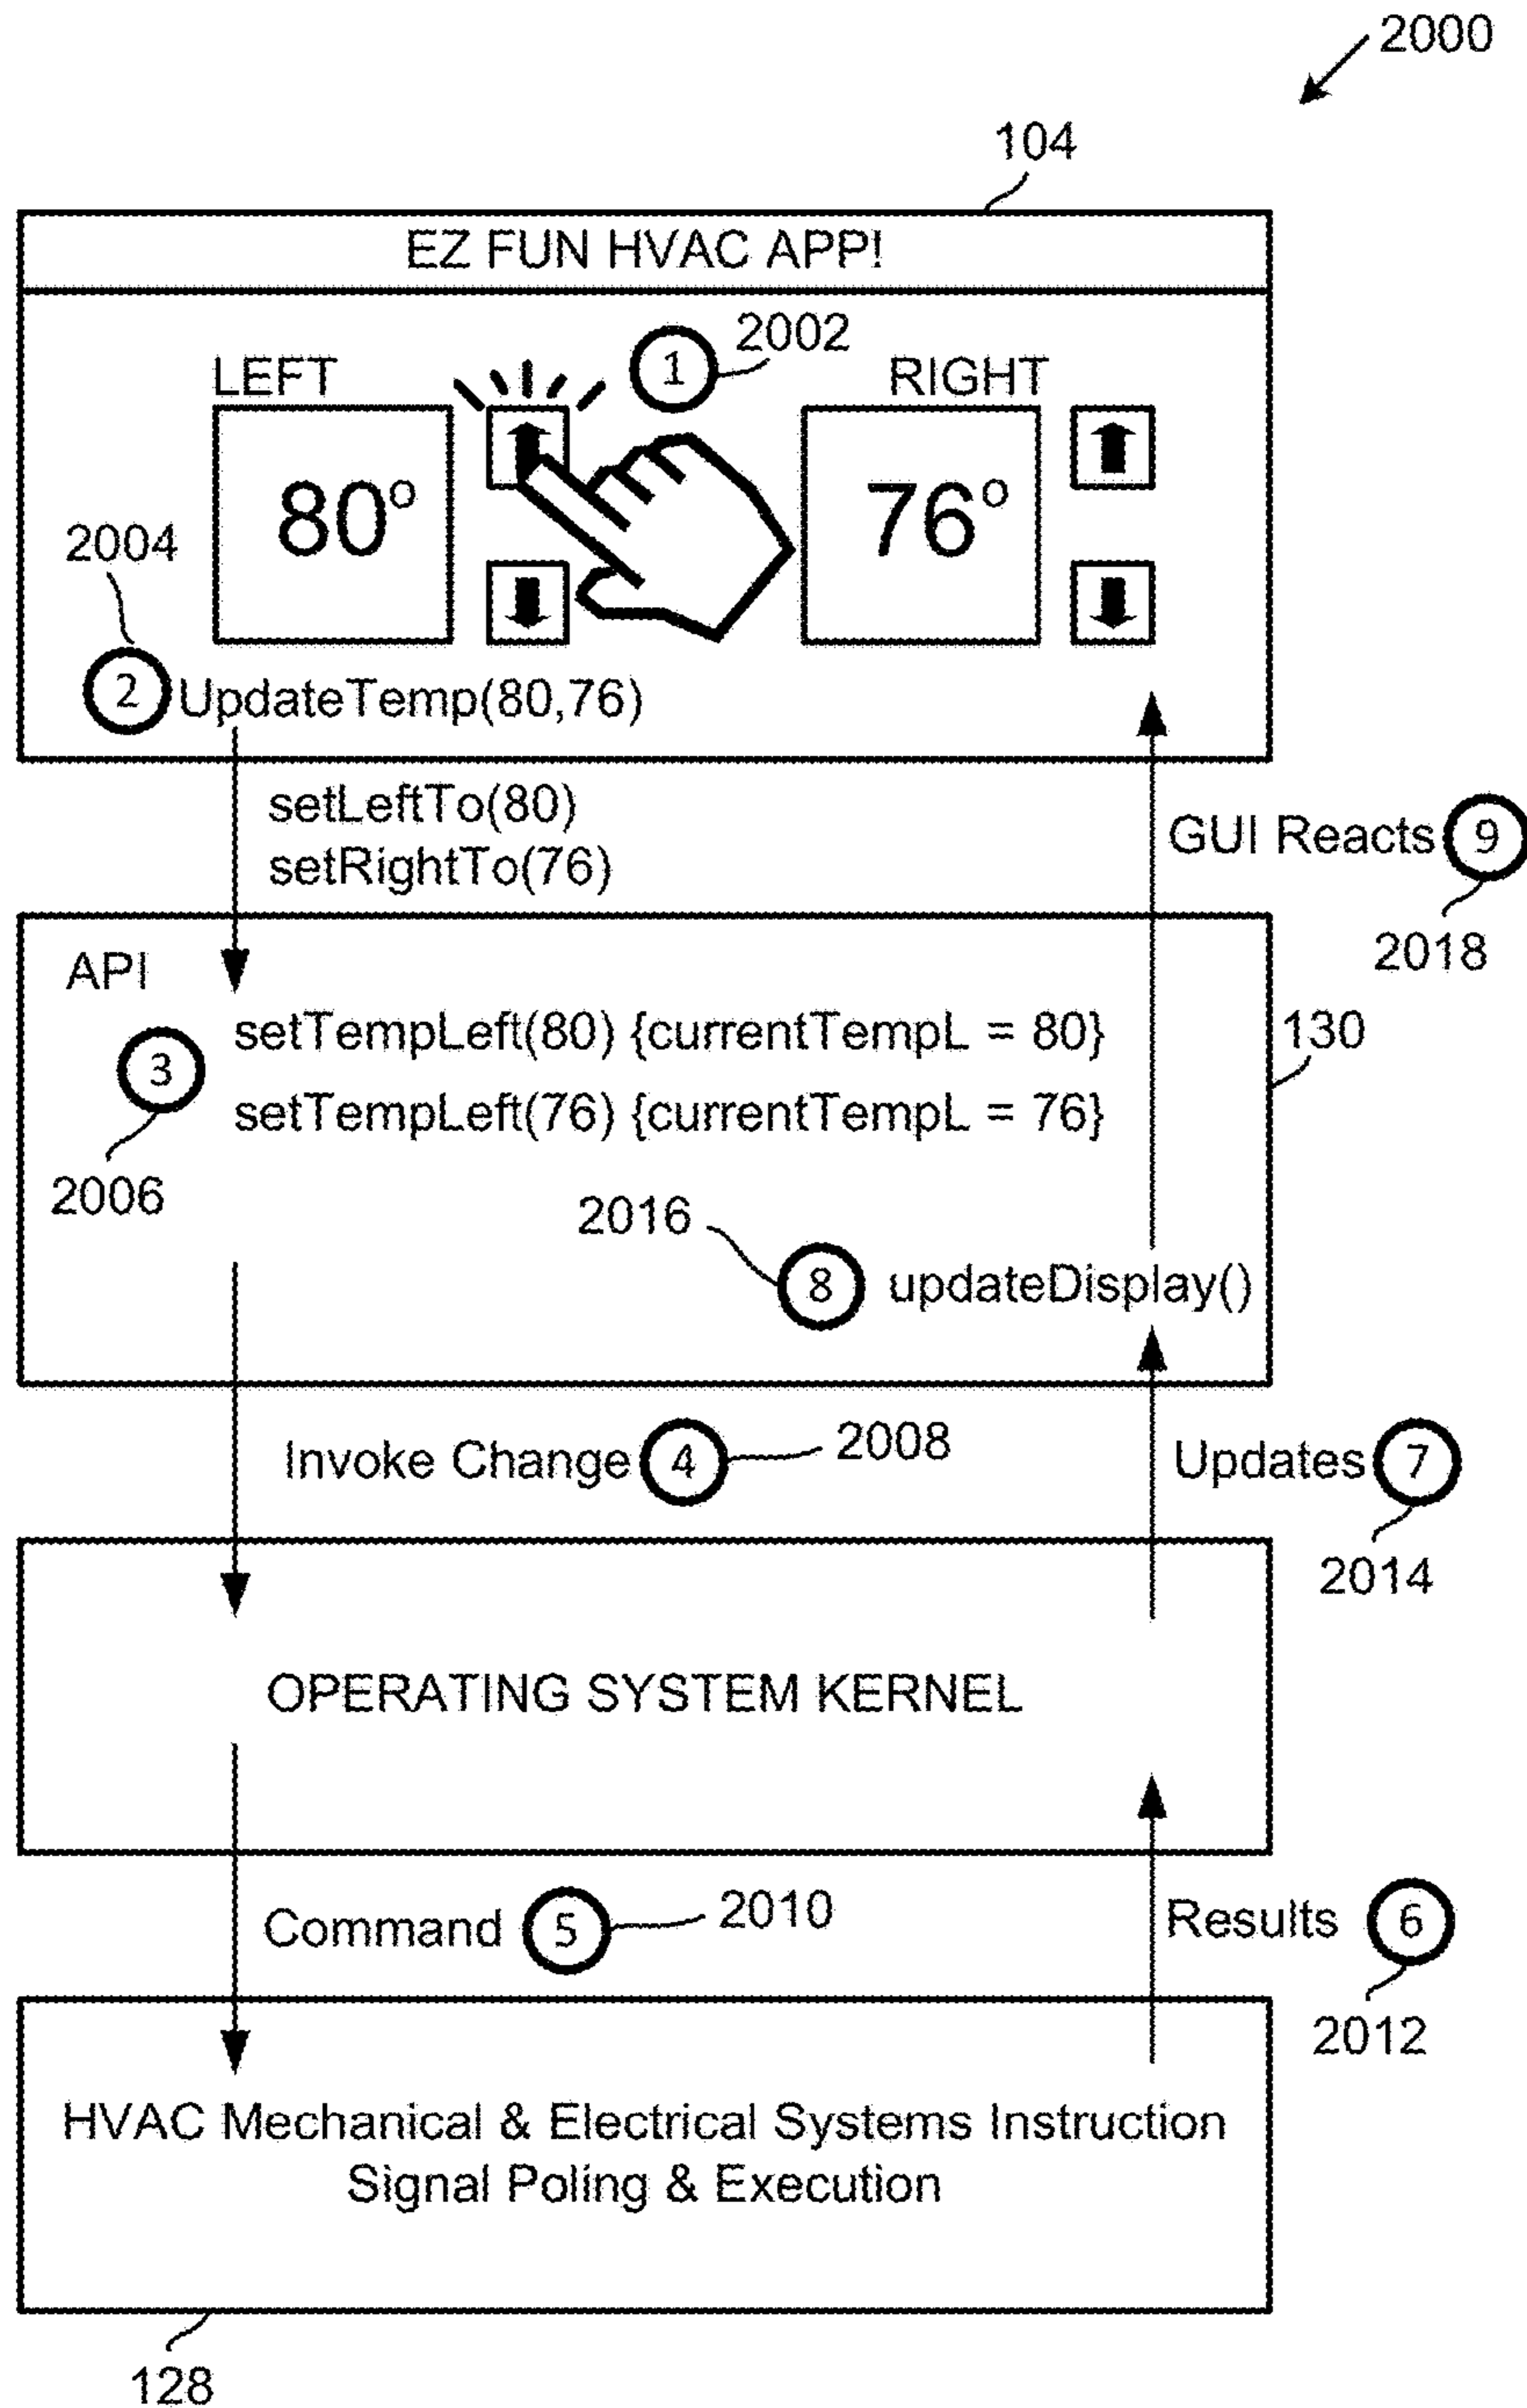 2000
104
EZ FUN HVAC APP!
1 2002
LEFT
RIGHT
80°
76°
2004
2 UpdateTemp(80,76)
setLeftTo(80)
setRightTo(76)
GUI Reacts 9
2018
API
130
3
setTempLeft(80) {currentTempL = 80}
setTempLeft(76) {currentTempL = 76}
2006
2016
8 updateDisplay()
Invoke Change 4 2008
Updates 7
2014
OPERATING SYSTEM KERNEL
Command 5 2010
Results 6
2012
HVAC Mechanical & Electrical Systems Instruction
Signal Poling & Execution
128